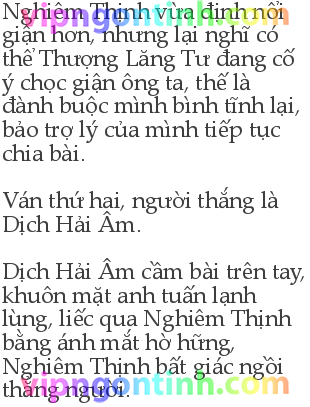 vipngontinh.com
Nghiêm Thịnh vừa định nổi
giận hơn, nhưng lại nghĩ có
thể Thượng Lăng Tư đang cố
ý chọc giận ông ta, thế là
đành buộc mình bình tĩnh lại,
bảo trợ lý của mình tiếp tục
chia bài.
Ván thứ hai, người thắng là
Dịch Hải Âm.
Dịch Hải Âm cầm bài trên tay,
khuôn mặt anh tuấn lạnh
lùng, liếc qua Nghiêm Thịnh
bằng ánh mắt hờ hững,
Nghiêm Thịnh bất giác ngồi
thẳng người.
vipngontinh.com